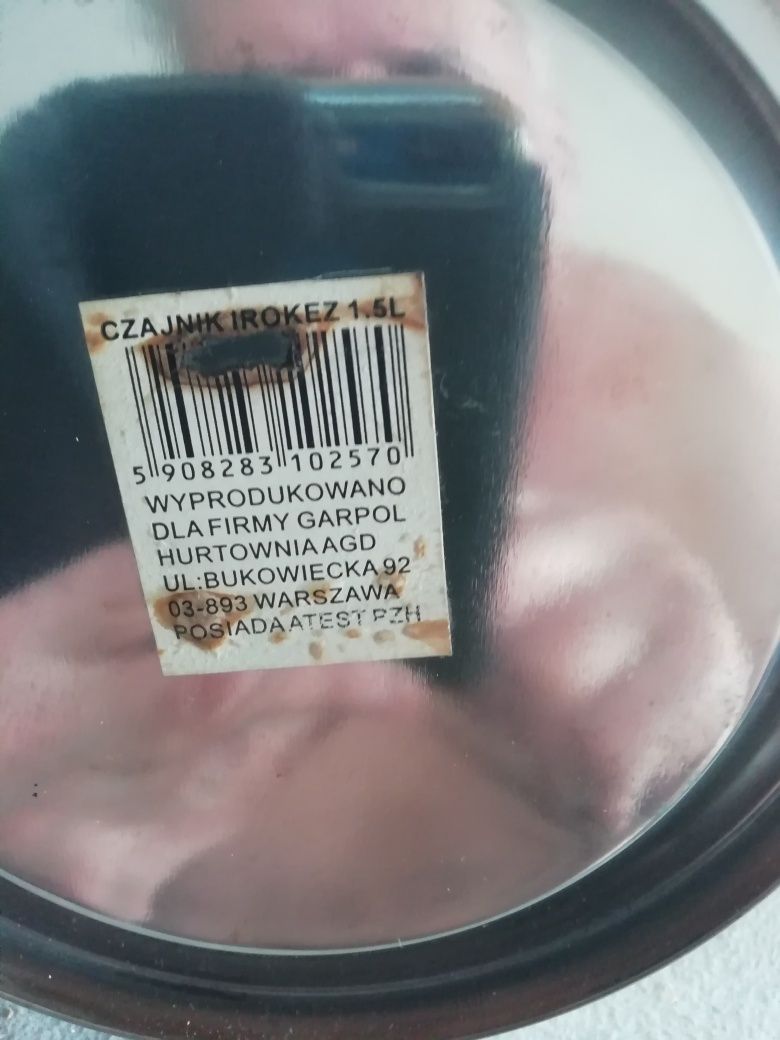 CZAJNIK IROKEZ 1.5L
5 908283 102570
WYPRODUKOWANO
DLA FIRMY GARPOL
HURTOWNIA AGD
UL:BUKOWIECKA 92
03-893 WARSZAWA
POSIADA ATEST PZH